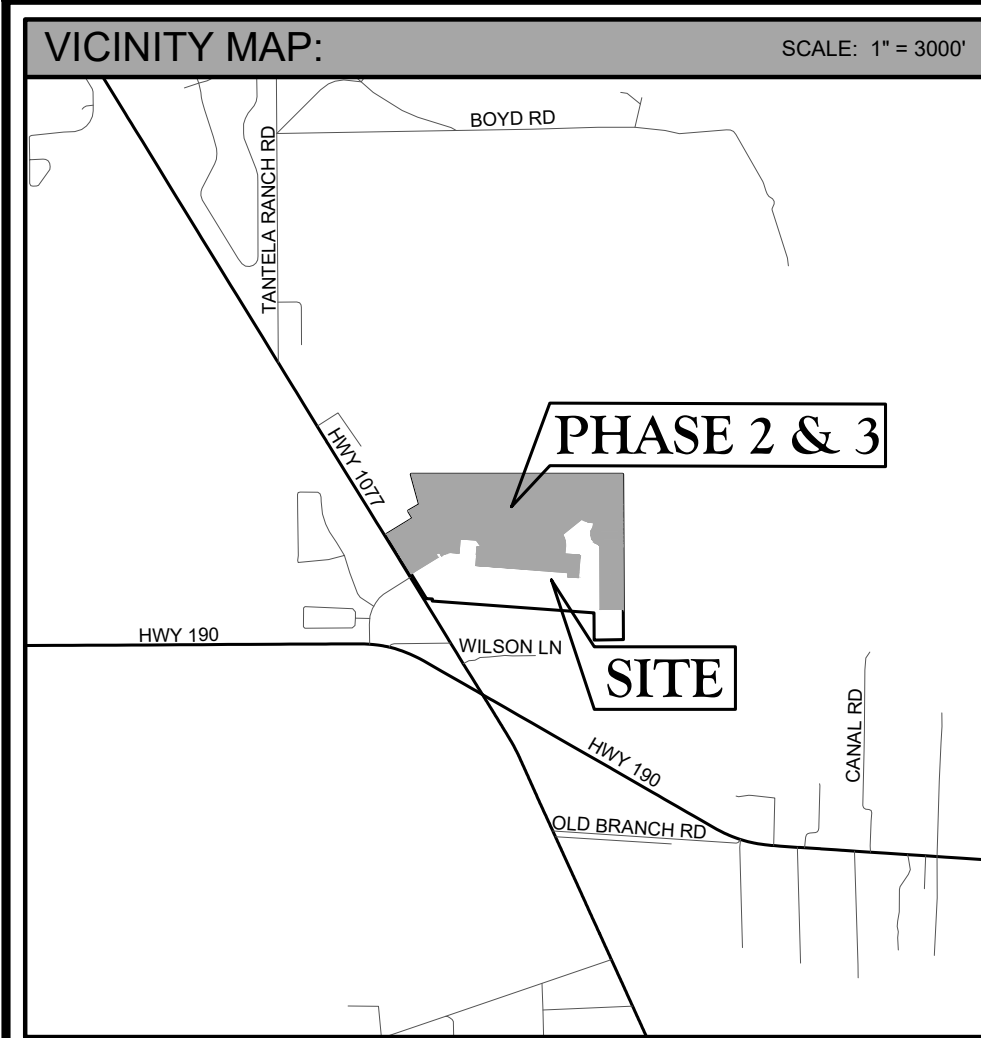 VICINITY MAP:
SCALE: 1" = 3000'
BOYD RD
TANTELA RANCH RD
PHASE 2 & 3
HWY 1077
HWY 190
WILSON LN
SITE
CANAL RD
HWY 190
OLD BRANCH RD